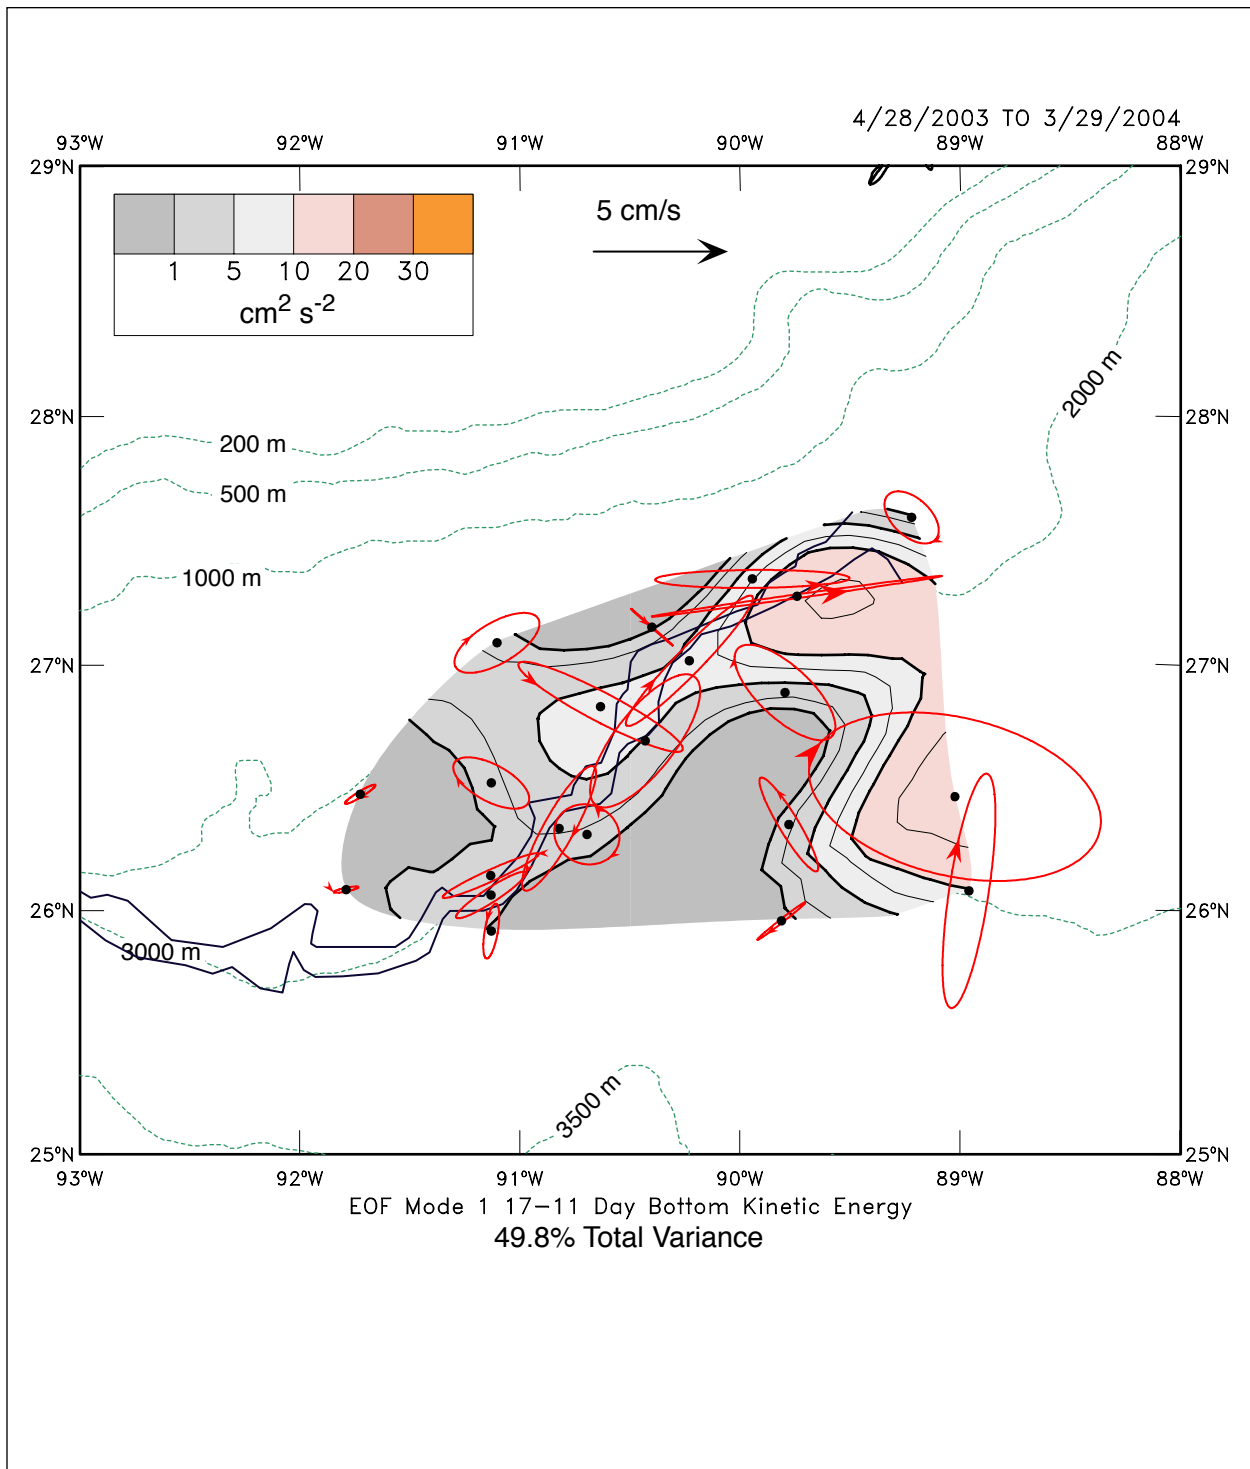 4/28/2003 TO 3/29/2004
93°W 92°W 91°W 90°W 89°W 88°W
29°N 29°N
5 cm/s
1 5 10 20 30
cm² s⁻²
2000 m
28°N 28°N
200 m
500 m
1000 m
27°N 27°N
26°N 26°N
3000 m
3500 m
25°N 25°N
93°W 92°W 91°W 90°W 89°W 88°W
EOF Mode 1 17-11 Day Bottom Kinetic Energy
49.8% Total Variance